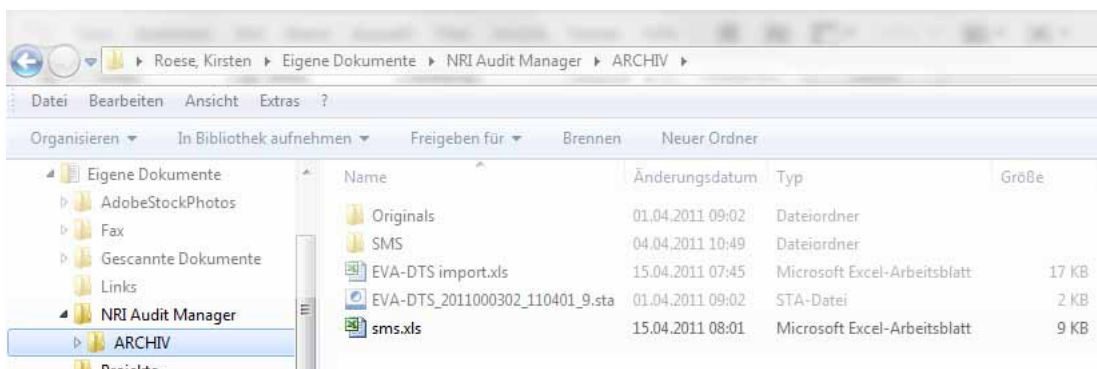 Roese, Kirsten ▸ Eigene Dokumente ▸ NRI Audit Manager ▸ ARCHIV ▸
Datei Bearbeiten Ansicht Extras ?
Organisieren In Bibliothek aufnehmen Freigeben für Brennen Neuer Ordner
Eigene Dokumente
AdobeStockPhotos
Fax
Gescannte Dokumente
Links
NRI Audit Manager
ARCHIV
Projekte
Name Änderungsdatum Typ Größe
Originals 01.04.2011 09:02 Dateiordner
SMS 04.04.2011 10:49 Dateiordner
EVA-DTS import.xls 15.04.2011 07:45 Microsoft Excel-Arbeitsblatt 17 KB
EVA-DTS_2011000302_110401_9.sta 01.04.2011 09:02 STA-Datei 2 KB
sms.xls 15.04.2011 08:01 Microsoft Excel-Arbeitsblatt 9 KB